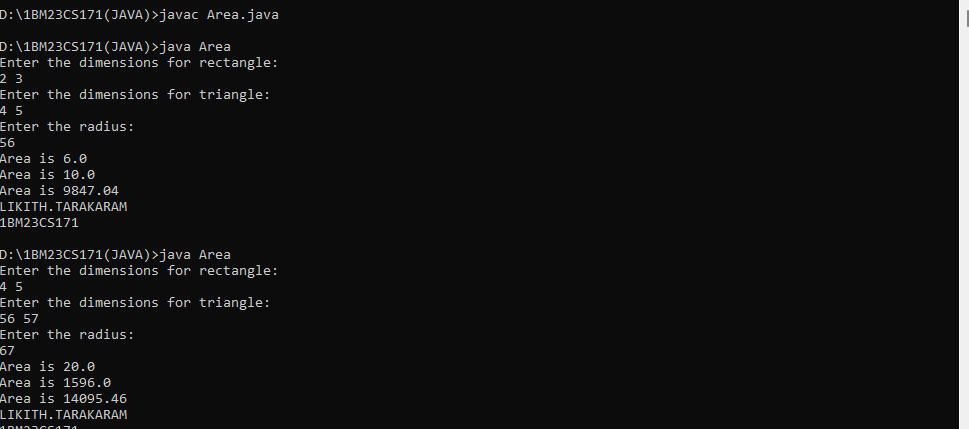 D:\1BM23CS171(JAVA)>javac Area.java
D:\1BM23CS171(JAVA)>java Area
Enter the dimensions for rectangle:
2 3
Enter the dimensions for triangle:
4 5
Enter the radius:
56
Area is 6.0
Area is 10.0
Area is 9847.04
LIKITH.TARAKARAM
1BM23CS171
D:\1BM23CS171(JAVA)>java Area
Enter the dimensions for rectangle:
4 5
Enter the dimensions for triangle:
56 57
Enter the radius:
67
Area is 20.0
Area is 1596.0
Area is 14095.46
LIKITH.TARAKARAM
1BM23CS171